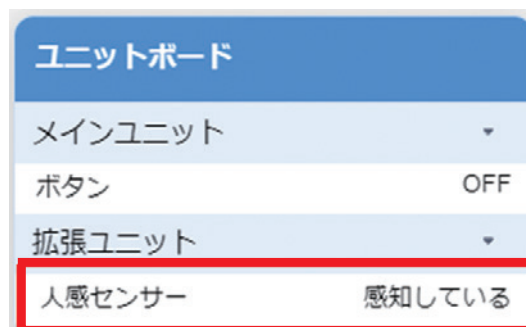 ユニットボード
メインユニット
ボタン OFF
拡張ユニット
人感センサー 感知している